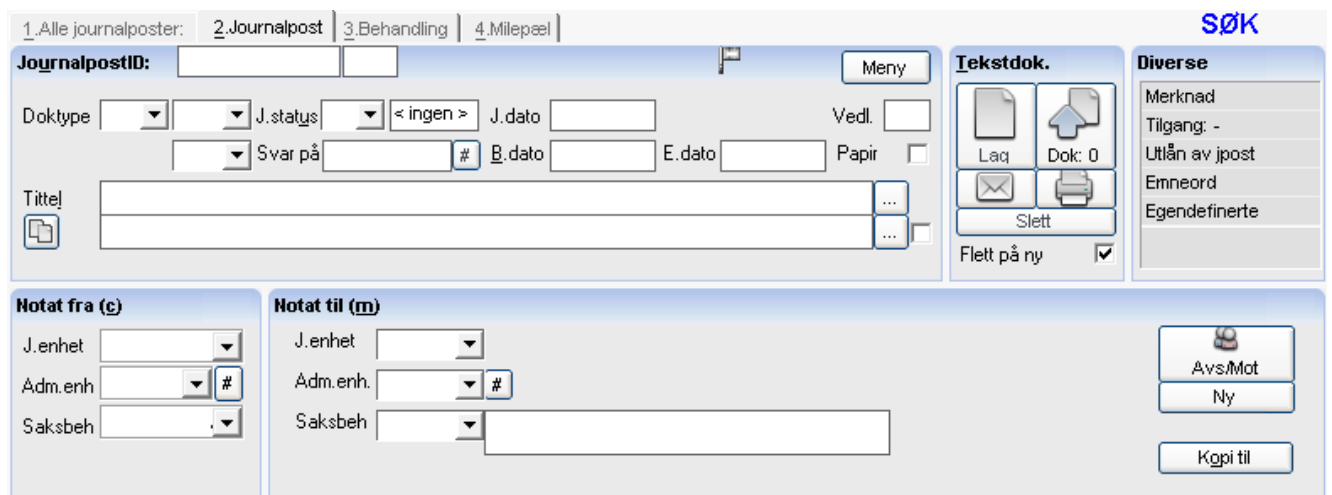 1.Alle journalposter: 2.Journalpost 3.Behandling 4.Milepæl SØK
JournalpostID: Meny
Doktype J.status < ingen > J.dato Vedl.
Svar på # B.dato E.dato Papir
Tittel ...
...
Tekstdok.
Lag Dok: 0
Slett
Flett på ny
Diverse
Merknad
Tilgang: -
Utlån av jpost
Emneord
Egendefinerte
Notat fra (c)
J.enhet
Adm.enh #
Saksbeh
Notat til (m)
J.enhet
Adm.enh. #
Saksbeh
Avs/Mot
Ny
Kopi til